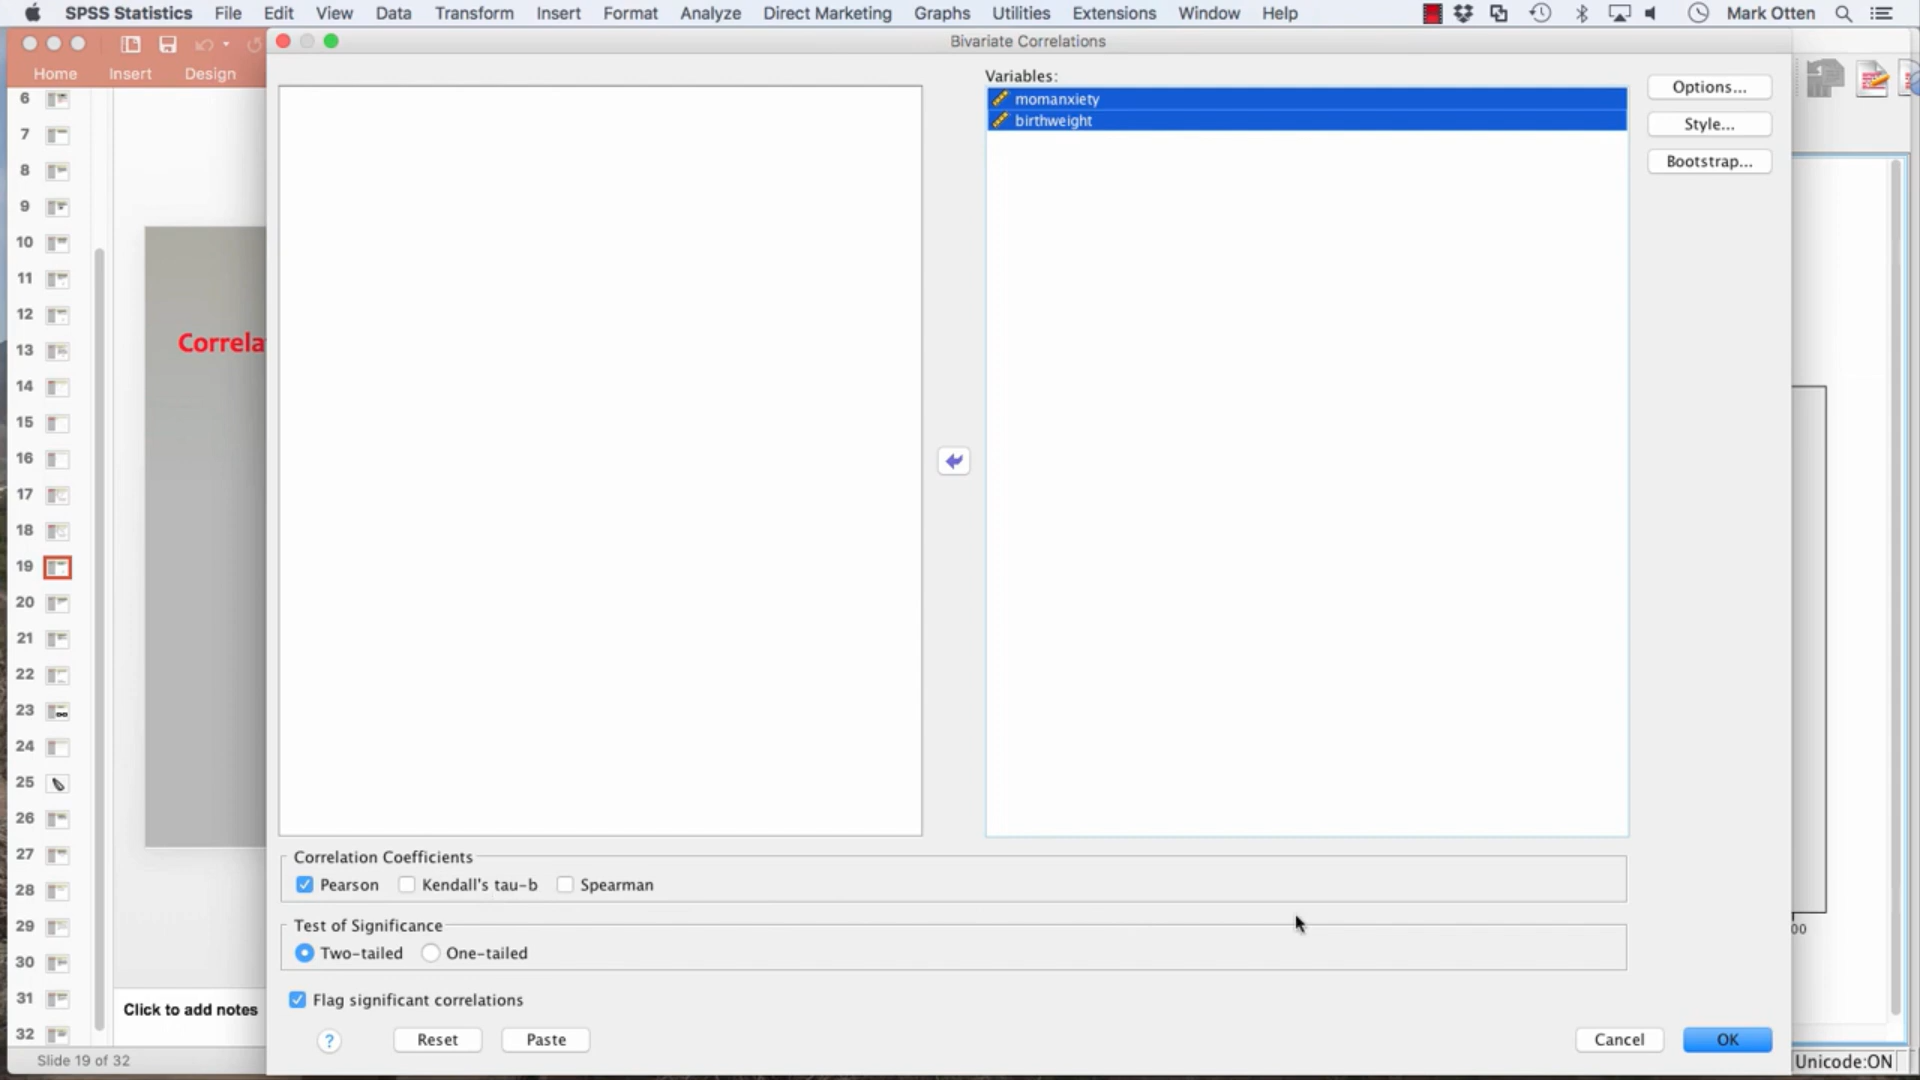 SPSS Statistics File Edit View Data Transform Insert Format Analyze Direct Marketing Graphs Utilities Extensions Window Help Mark Otten
Bivariate Correlations
Home Insert Design
Variables:
momanxiety
birthweight
Options...
Style...
Bootstrap...
6
7
8
9
10
11
12
13
14
15
16
17
18
19
20
21
22
23
24
25
26
27
28
29
30
31
32
Correla
00
Correlation Coefficients
Pearson Kendall's tau-b Spearman
Test of Significance
Two-tailed One-tailed
Flag significant correlations
Click to add notes
? Reset Paste Cancel OK
Slide 19 of 32
Unicode:ON